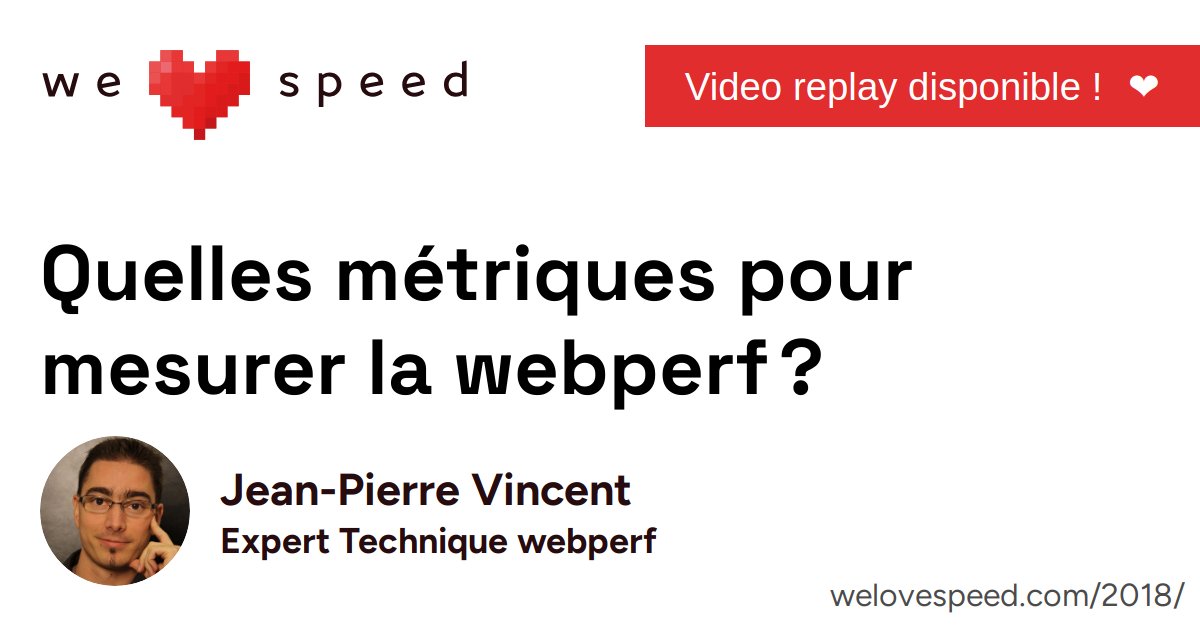 we speed
Video replay disponible ! ❤
Quelles métriques pour
mesurer la webperf ?
Jean-Pierre Vincent
Expert Technique webperf
welovespeed.com/2018/